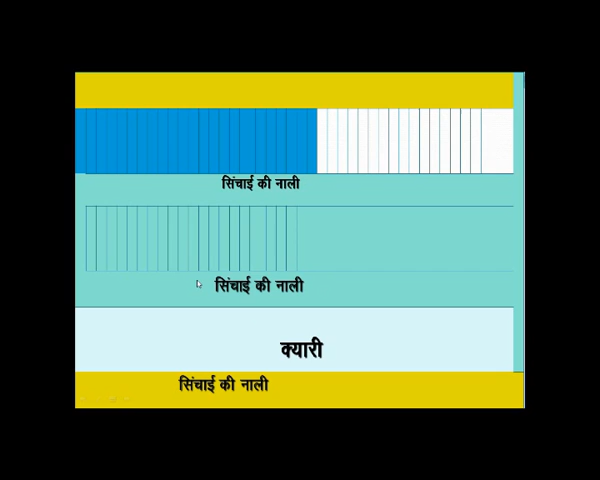 सिंचाई की नाली
सिंचाई की नाली
क्यारी
सिंचाई की नाली